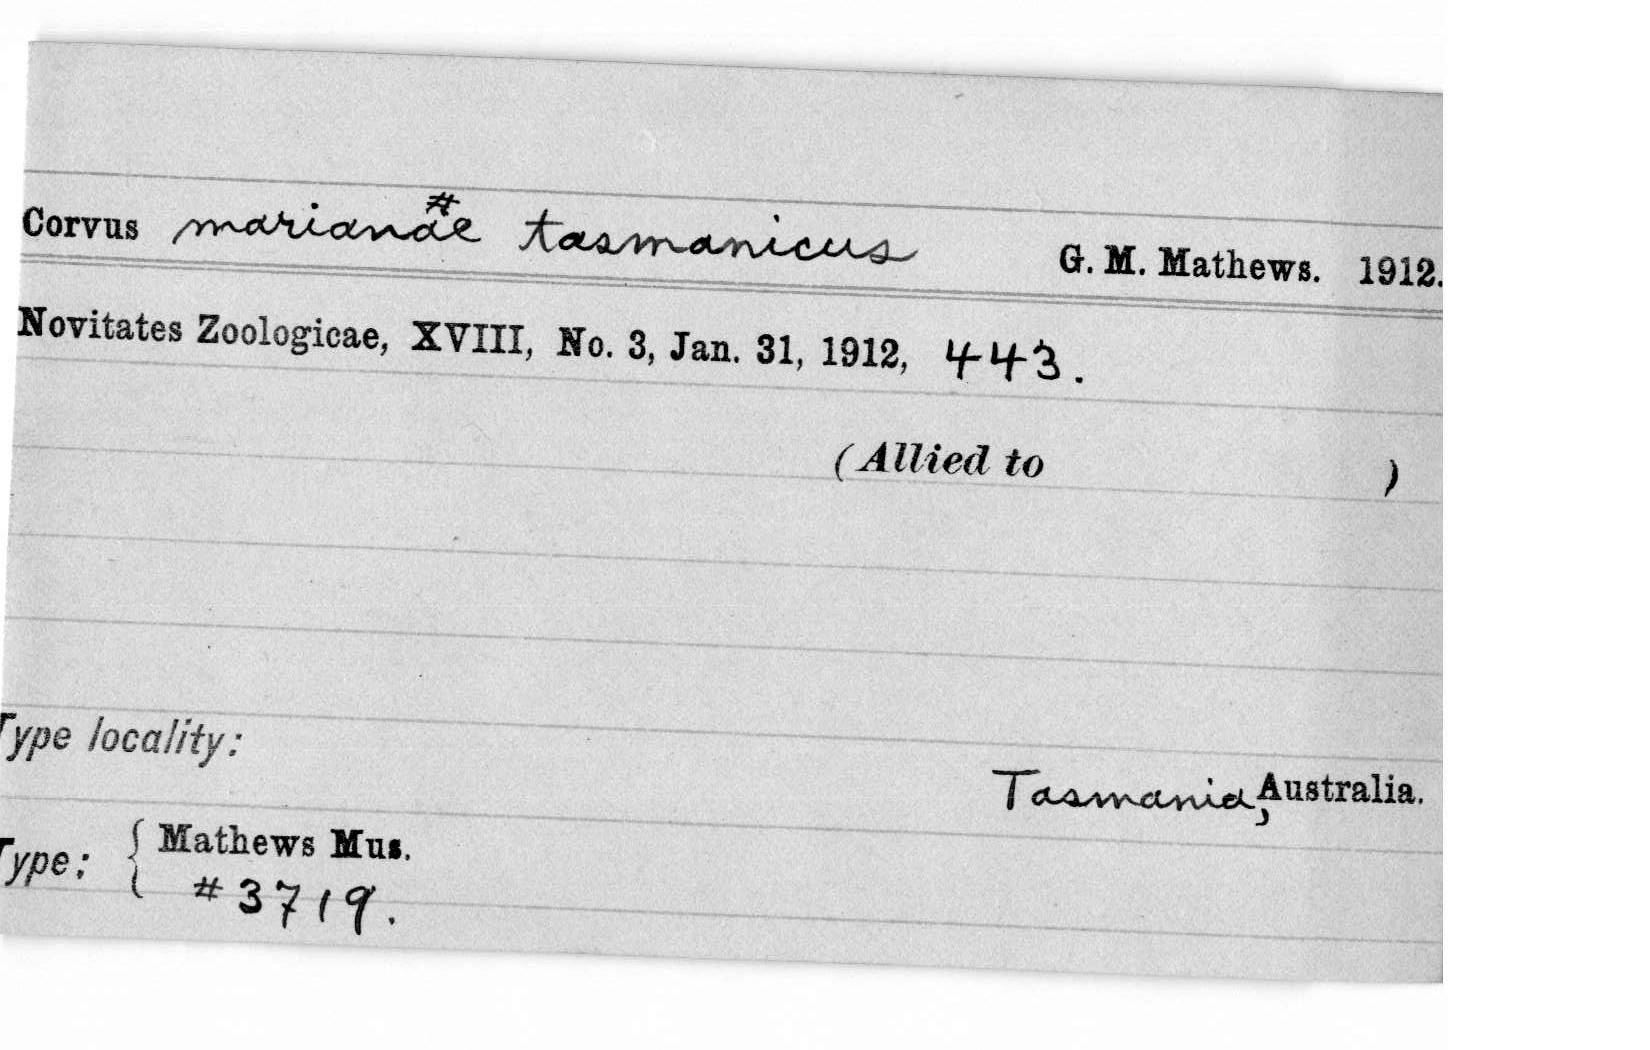 #
Corvus marianae tasmanicus G. M. Mathews. 1912.
Novitates Zoologicae, XVIII, No. 3, Jan. 31, 1912, 443.
(Allied to )
Type locality:
Tasmania, Australia.
Type: { Mathews Mus.
#3719.